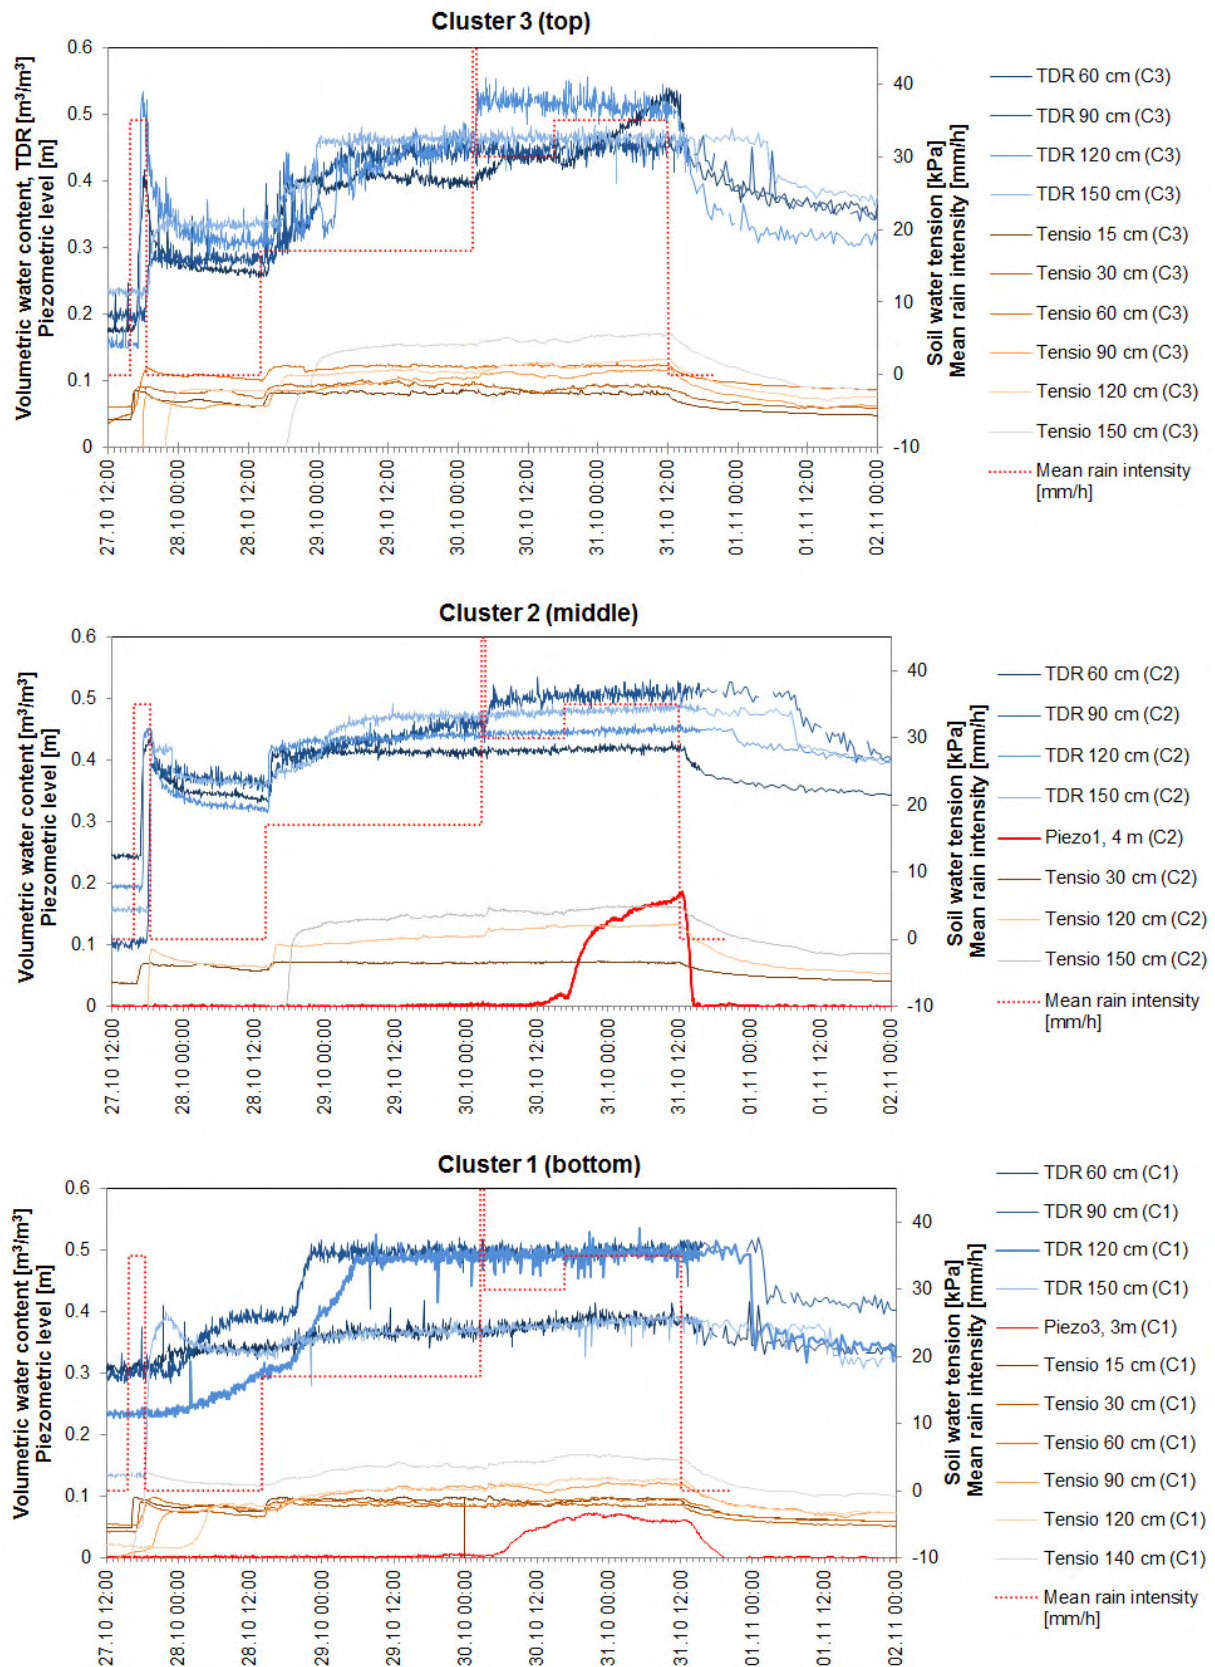 Cluster 3 (top)
Volumetric water content, TDR [m³/m³]
Piezometric level [m]
0.6
0.5
0.4
0.3
0.2
0.1
0
40
30
20
10
0
-10
Soil water tension [kPa]
Mean rain intensity [mm/h]
27.10 12:00
28.10 00:00
28.10 12:00
29.10 00:00
29.10 12:00
30.10 00:00
30.10 12:00
31.10 00:00
31.10 12:00
01.11 00:00
01.11 12:00
02.11 00:00
TDR 60 cm (C3)
TDR 90 cm (C3)
TDR 120 cm (C3)
TDR 150 cm (C3)
Tensio 15 cm (C3)
Tensio 30 cm (C3)
Tensio 60 cm (C3)
Tensio 90 cm (C3)
Tensio 120 cm (C3)
Tensio 150 cm (C3)
Mean rain intensity
[mm/h]
Cluster 2 (middle)
Volumetric water content [m³/m³]
Piezometric level [m]
0.6
0.5
0.4
0.3
0.2
0.1
0
40
30
20
10
0
-10
Soil water tension [kPa]
Mean rain intensity [mm/h]
27.10 12:00
28.10 00:00
28.10 12:00
29.10 00:00
29.10 12:00
30.10 00:00
30.10 12:00
31.10 00:00
31.10 12:00
01.11 00:00
01.11 12:00
02.11 00:00
TDR 60 cm (C2)
TDR 90 cm (C2)
TDR 120 cm (C2)
TDR 150 cm (C2)
Piezo1, 4 m (C2)
Tensio 30 cm (C2)
Tensio 120 cm (C2)
Tensio 150 cm (C2)
Mean rain intensity
[mm/h]
Cluster 1 (bottom)
Volumetric water content [m³/m³]
Piezometric level [m]
0.6
0.5
0.4
0.3
0.2
0.1
0
40
30
20
10
0
-10
Soil water tension [kPa]
Mean rain intensity [mm/h]
27.10 12:00
28.10 00:00
28.10 12:00
29.10 00:00
29.10 12:00
30.10 00:00
30.10 12:00
31.10 00:00
31.10 12:00
01.11 00:00
01.11 12:00
02.11 00:00
TDR 60 cm (C1)
TDR 90 cm (C1)
TDR 120 cm (C1)
TDR 150 cm (C1)
Piezo3, 3m (C1)
Tensio 15 cm (C1)
Tensio 30 cm (C1)
Tensio 60 cm (C1)
Tensio 90 cm (C1)
Tensio 120 cm (C1)
Tensio 140 cm (C1)
Mean rain intensity
[mm/h]